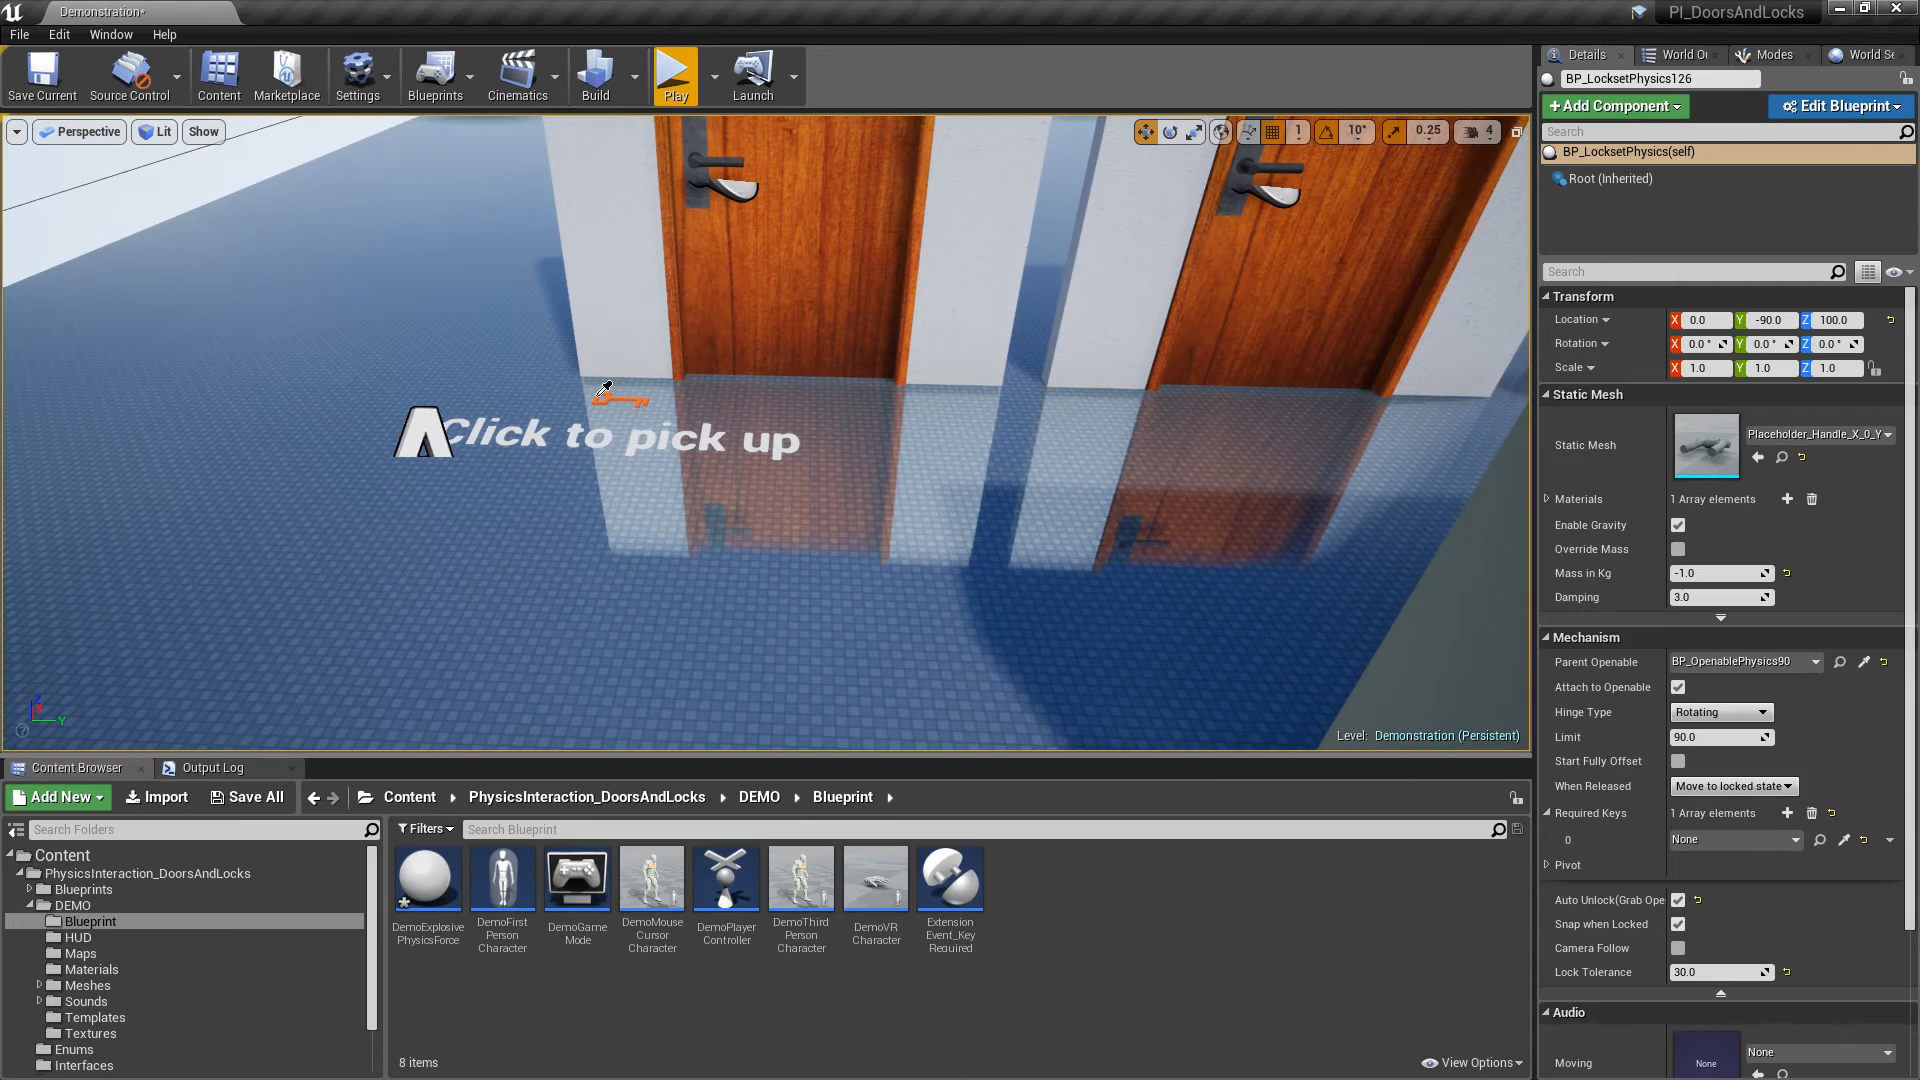 Demonstration*
PI_DoorsAndLocks
File Edit Window Help
Save Current
Source Control
Content
Marketplace
Settings
Blueprints
Cinematics
Build
Play
Launch
Perspective
Lit
Show
1
10°
0.25
4
Click to pick up
Level: Demonstration (Persistent)
X
Z
Y
Details
World O
Modes
World Se
BP_LocksetPhysics126
+Add Component
Edit Blueprint
Search
BP_LocksetPhysics(self)
Root (Inherited)
Search
Transform
Location X 0.0 Y -90.0 Z 100.0
Rotation X 0.0 ° Y 0.0 ° Z 0.0 °
Scale X 1.0 Y 1.0 Z 1.0
Static Mesh
Static Mesh
Placeholder_Handle_X_0_Y
Materials 1 Array elements
Enable Gravity
Override Mass
Mass in Kg -1.0
Damping 3.0
Mechanism
Parent Openable BP_OpenablePhysics90
Attach to Openable
Hinge Type Rotating
Limit 90.0
Start Fully Offset
When Released Move to locked state
Required Keys 1 Array elements
0 None
Pivot
Auto Unlock(Grab Ope
Snap when Locked
Camera Follow
Lock Tolerance 30.0
Audio
Moving
None
None
Content Browser
Output Log
Add New
Import
Save All
Content
PhysicsInteraction_DoorsAndLocks
DEMO
Blueprint
Search Folders
Filters
Search Blueprint
Content
PhysicsInteraction_DoorsAndLocks
Blueprints
DEMO
Blueprint
HUD
Maps
Materials
Meshes
Sounds
Templates
Textures
Enums
Interfaces
DemoExplosive
PhysicsForce
DemoFirst
Person
Character
DemoGame
Mode
DemoMouse
Cursor
Character
DemoPlayer
Controller
DemoThird
Person
Character
DemoVR
Character
Extension
Event_Key
Required
8 items
View Options